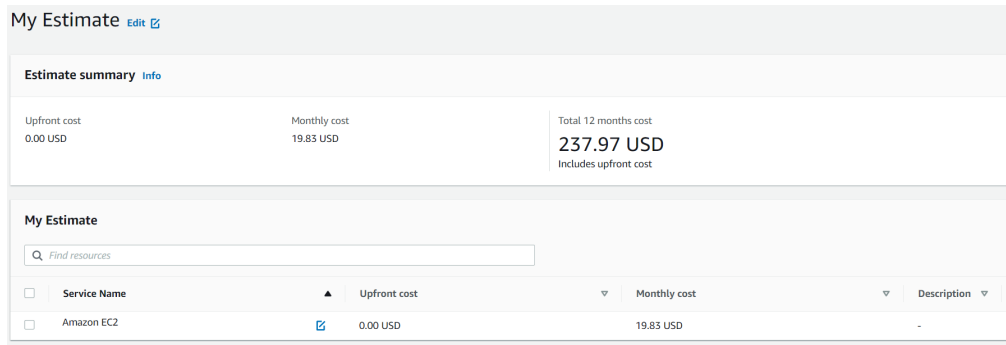 My Estimate Edit
Estimate summary Info
Upfront cost Monthly cost Total 12 months cost
0.00 USD 19.83 USD 237.97 USD
Includes upfront cost
My Estimate
Find resources
Service Name Upfront cost Monthly cost Description
Amazon EC2 0.00 USD 19.83 USD -